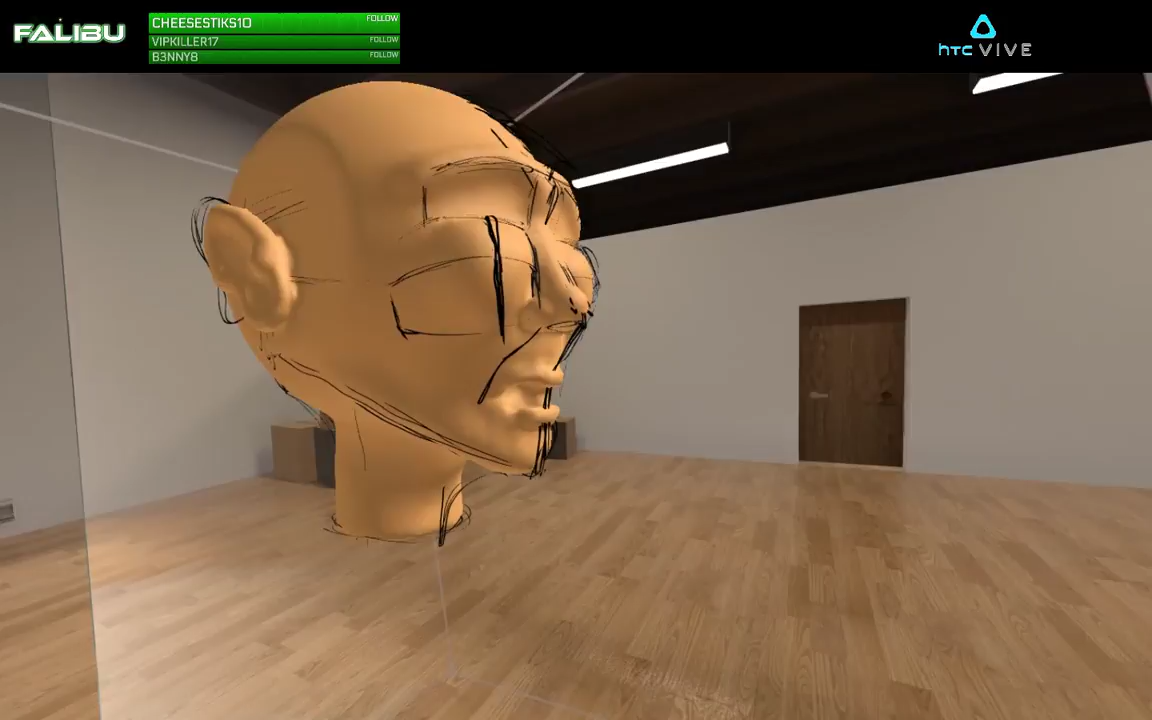 FALIBU
CHEESESTIKS10 FOLLOW
VIPKILLER17 FOLLOW
B3NNY8 FOLLOW
htc VIVE